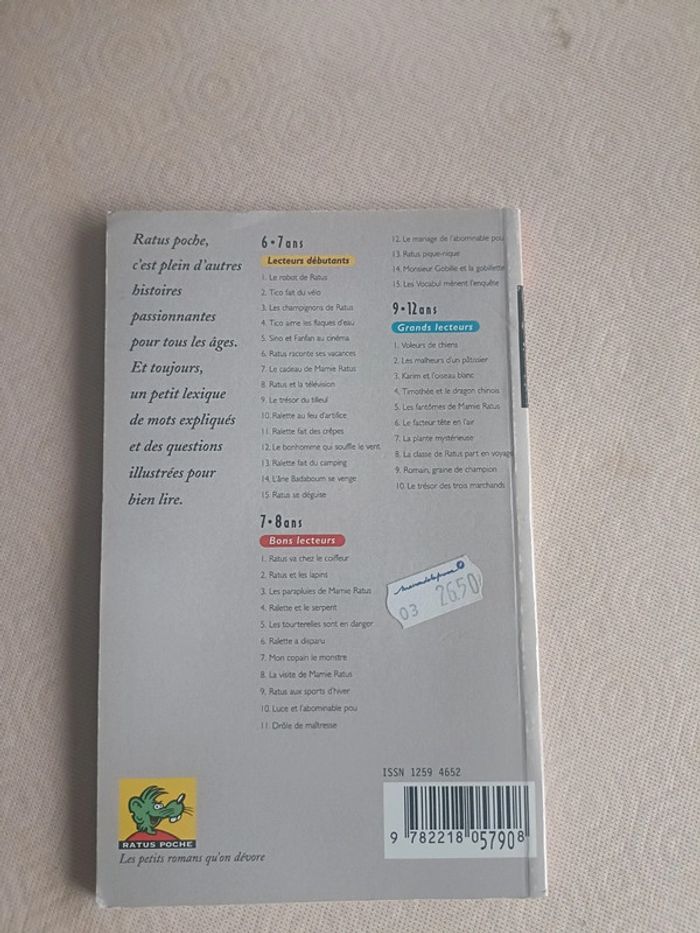 Ratus poche,
c'est plein d'autres
histoires
passionnantes
pour tous les âges.
Et toujours,
un petit lexique
de mots expliqués
et des questions
illustrées pour
bien lire.
6•7 ans
Lecteurs débutants
1. Le robot de Ratus
2. Tico fait du vélo
3. Les champignons de Ratus
4. Tico aime les flaques d'eau
5. Sino et Fanfan au cinéma
6. Ratus raconte ses vacances
7. Le cadeau de Mamie Ratus
8. Ratus et la télévision
9. Le trésor du tilleul
10. Ralette au feu d'artifice
11. Ralette fait des crêpes
12. Le bonhomme qui souffle le vent
13. Ralette fait du camping
14. L'âne Badaboum se venge
15. Ratus se déguise
7•8 ans
Bons lecteurs
1. Ratus va chez le coiffeur
2. Ratus et les lapins
3. Les parapluies de Mamie Ratus
4. Ralette et le serpent
5. Les tourterelles sont en danger
6. Ralette a disparu
7. Mon copain le monstre
8. La visite de Mamie Ratus
9. Ratus aux sports d'hiver
10. Luce et l'abominable pou
11. Drôle de maîtresse
12. Le mariage de l'abominable pou
13. Ratus pique-nique
14. Monsieur Gobille et la gobillette
15. Les Vocabul mènent l'enquête
9•12 ans
Grands lecteurs
1. Voleurs de chiens
2. Les malheurs d'un pâtissier
3. Karim et l'oiseau blanc
4. Timothée et le dragon chinois
5. Les fantômes de Mamie Ratus
6. Le facteur tête en l'air
7. La plante mystérieuse
8. La classe de Ratus part en voyage
9. Romain, graine de champion
10. Le trésor des trois marchands
03 26.50
RATUS POCHE
Les petits romans qu'on dévore
ISSN 1259 4652
9 782218 057908